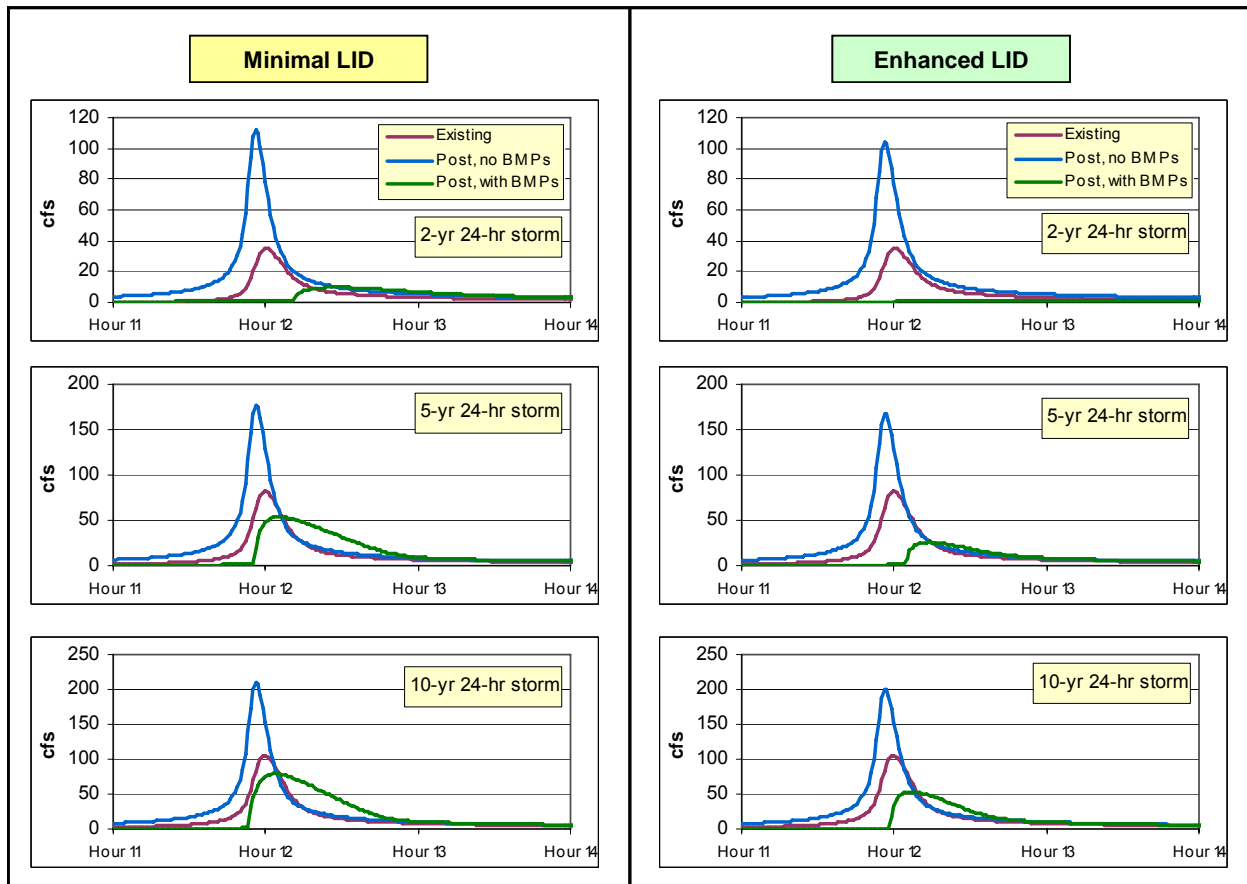 Minimal LID
120
100
80
60
40
20
0
cfs
Existing
Post, no BMPs
Post, with BMPs
2-yr 24-hr storm
Hour 11 Hour 12 Hour 13 Hour 14
200
150
100
50
0
cfs
5-yr 24-hr storm
Hour 11 Hour 12 Hour 13 Hour 14
250
200
150
100
50
0
cfs
10-yr 24-hr storm
Hour 11 Hour 12 Hour 13 Hour 14
Enhanced LID
120
100
80
60
40
20
0
cfs
Existing
Post, no BMPs
Post, with BMPs
2-yr 24-hr storm
Hour 11 Hour 12 Hour 13 Hour 14
200
150
100
50
0
cfs
5-yr 24-hr storm
Hour 11 Hour 12 Hour 13 Hour 14
250
200
150
100
50
0
cfs
10-yr 24-hr storm
Hour 11 Hour 12 Hour 13 Hour 14